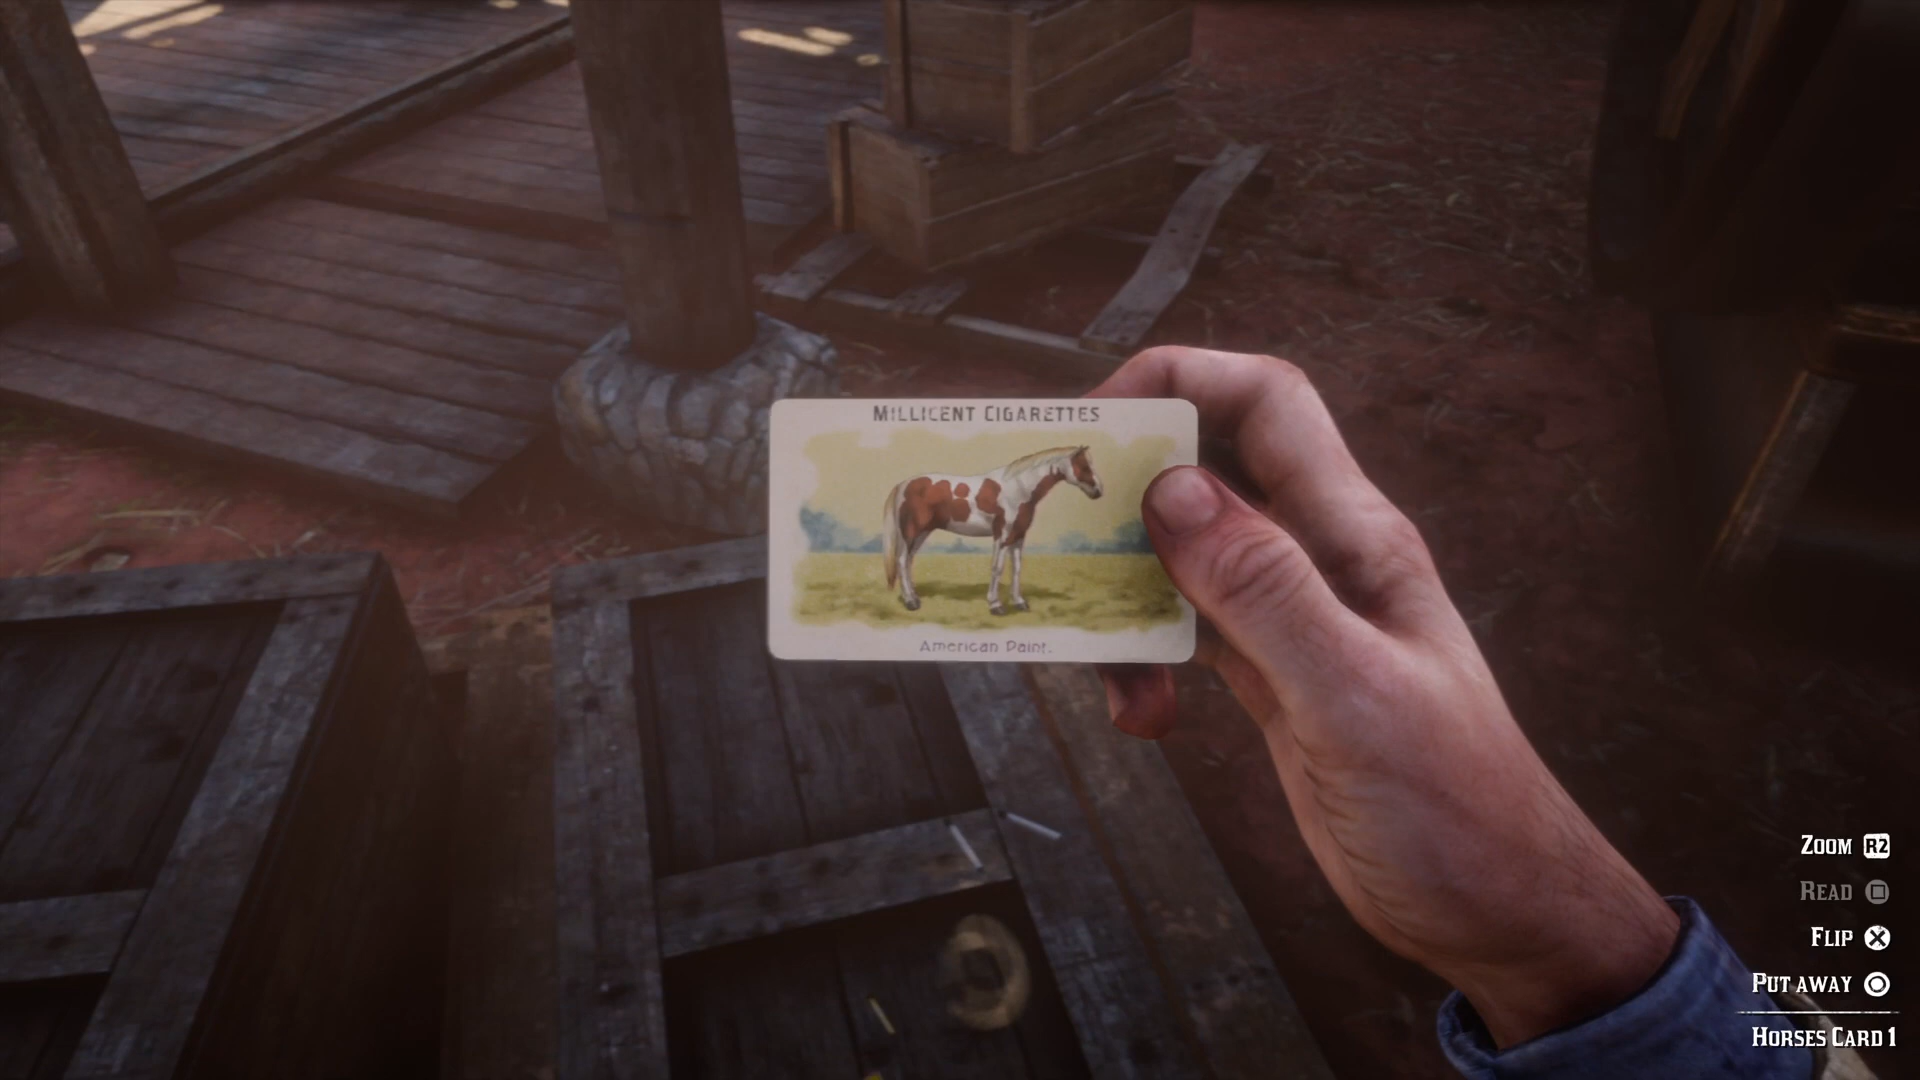 MILLICENT CIGARETTES
American Paint.
ZOOM R2
READ
FLIP
PUT AWAY
HORSES CARD 1